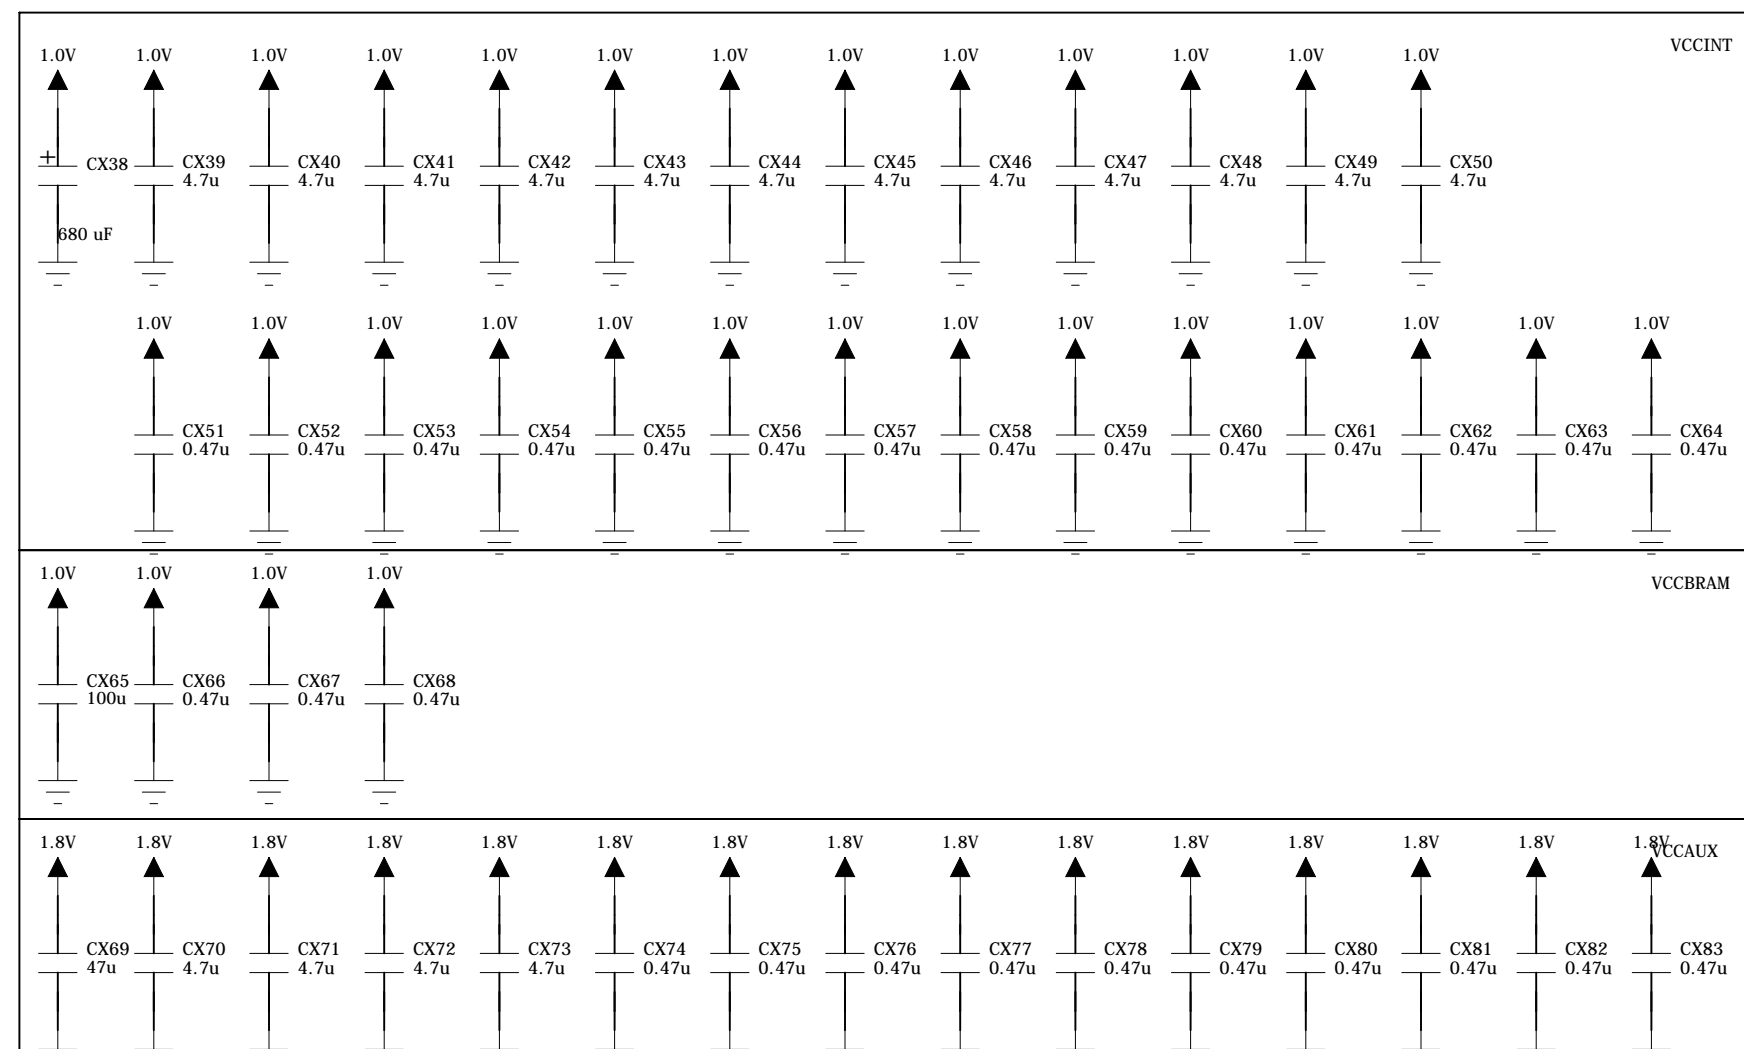 VCCINT
1.0V 1.0V 1.0V 1.0V 1.0V 1.0V 1.0V 1.0V 1.0V 1.0V 1.0V 1.0V 1.0V
+ CX38 CX39 CX40 CX41 CX42 CX43 CX44 CX45 CX46 CX47 CX48 CX49 CX50
4.7u 4.7u 4.7u 4.7u 4.7u 4.7u 4.7u 4.7u 4.7u 4.7u 4.7u 4.7u
680 uF
1.0V 1.0V 1.0V 1.0V 1.0V 1.0V 1.0V 1.0V 1.0V 1.0V 1.0V 1.0V 1.0V 1.0V
CX51 CX52 CX53 CX54 CX55 CX56 CX57 CX58 CX59 CX60 CX61 CX62 CX63 CX64
0.47u 0.47u 0.47u 0.47u 0.47u 0.47u 0.47u 0.47u 0.47u 0.47u 0.47u 0.47u 0.47u 0.47u
1.0V 1.0V 1.0V 1.0V
VCCBRAM
CX65 CX66 CX67 CX68
100u 0.47u 0.47u 0.47u
1.8V 1.8V 1.8V 1.8V 1.8V 1.8V 1.8V 1.8V 1.8V 1.8V 1.8V 1.8V 1.8V 1.8V 1.8V
VCCAUX
CX69 CX70 CX71 CX72 CX73 CX74 CX75 CX76 CX77 CX78 CX79 CX80 CX81 CX82 CX83
47u 4.7u 4.7u 4.7u 4.7u 0.47u 0.47u 0.47u 0.47u 0.47u 0.47u 0.47u 0.47u 0.47u 0.47u